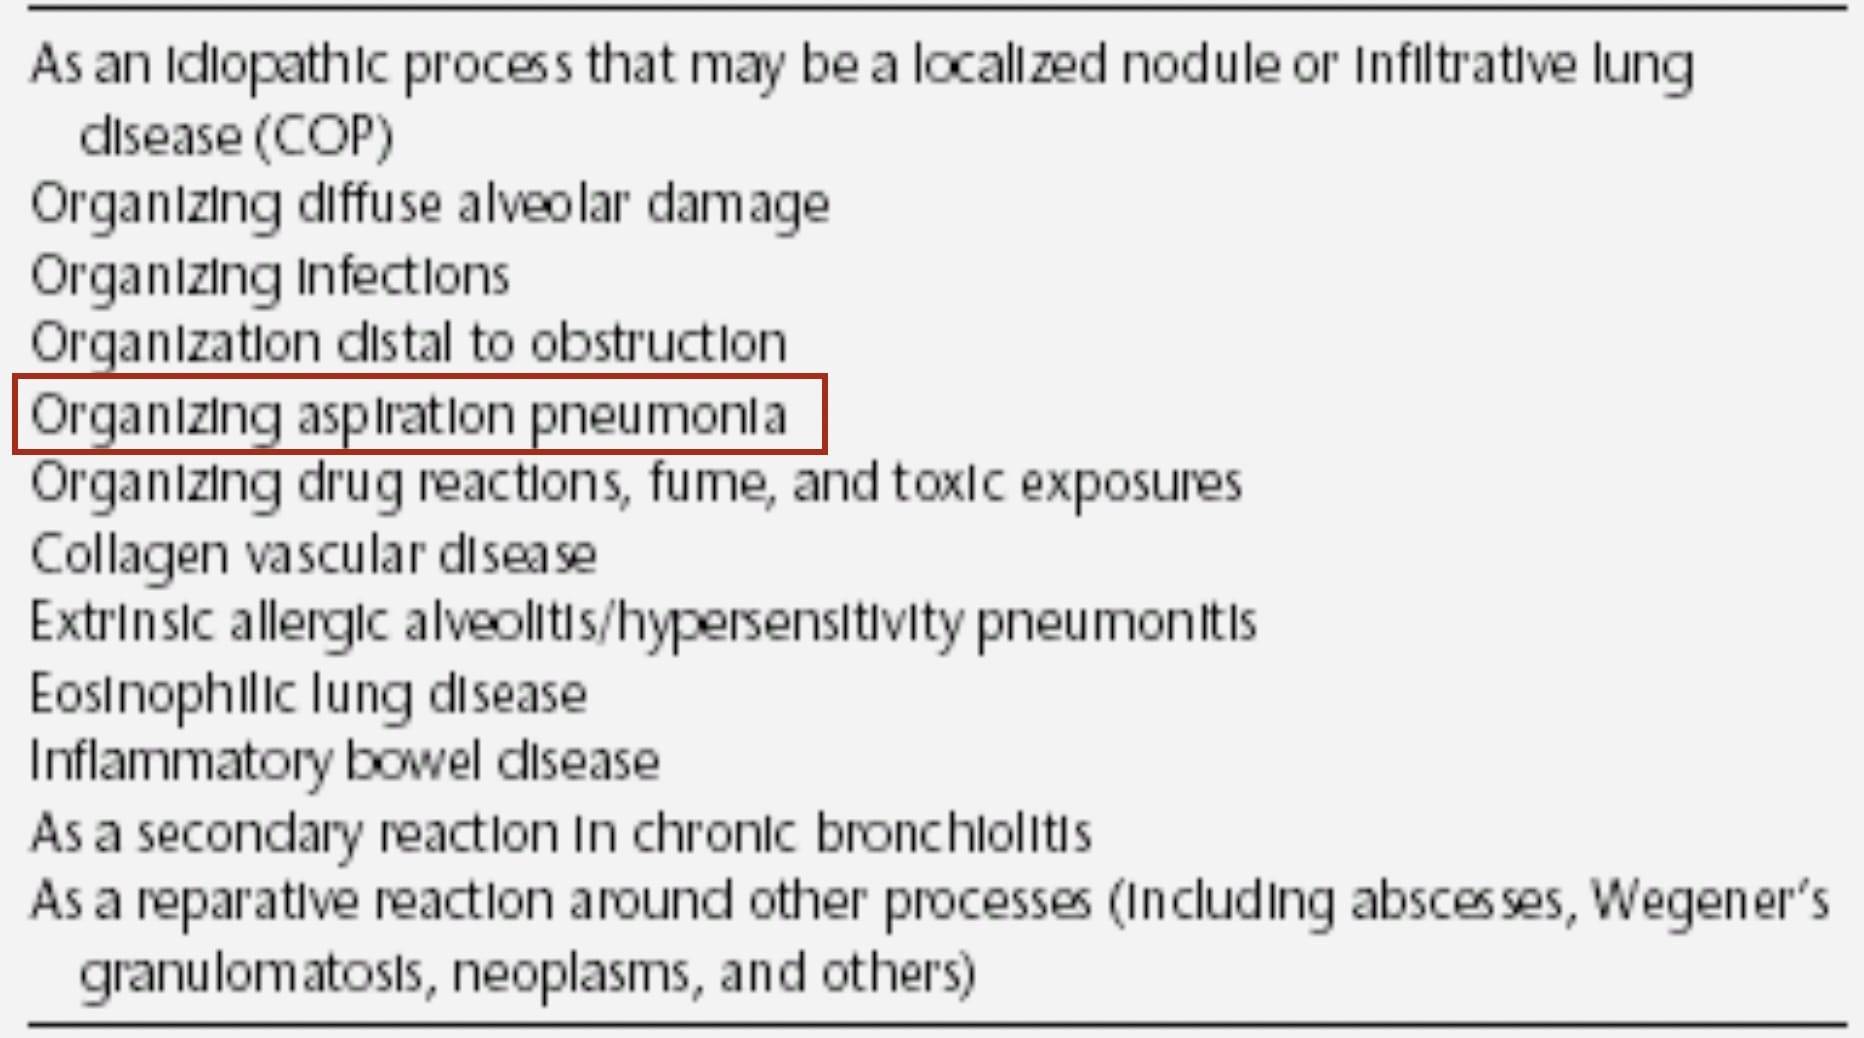 As an idiopathic process that may be a localized nodule or infiltrative lung
disease (COP)
Organizing diffuse alveolar damage
Organizing infections
Organization distal to obstruction
Organizing aspiration pneumonia
Organizing drug reactions, fume, and toxic exposures
Collagen vascular disease
Extrinsic allergic alveolitis/hypersensitivity pneumonitis
Eosinophilic lung disease
Inflammatory bowel disease
As a secondary reaction in chronic bronchiolitis
As a reparative reaction around other processes (including abscesses, Wegener’s
granulomatosis, neoplasms, and others)